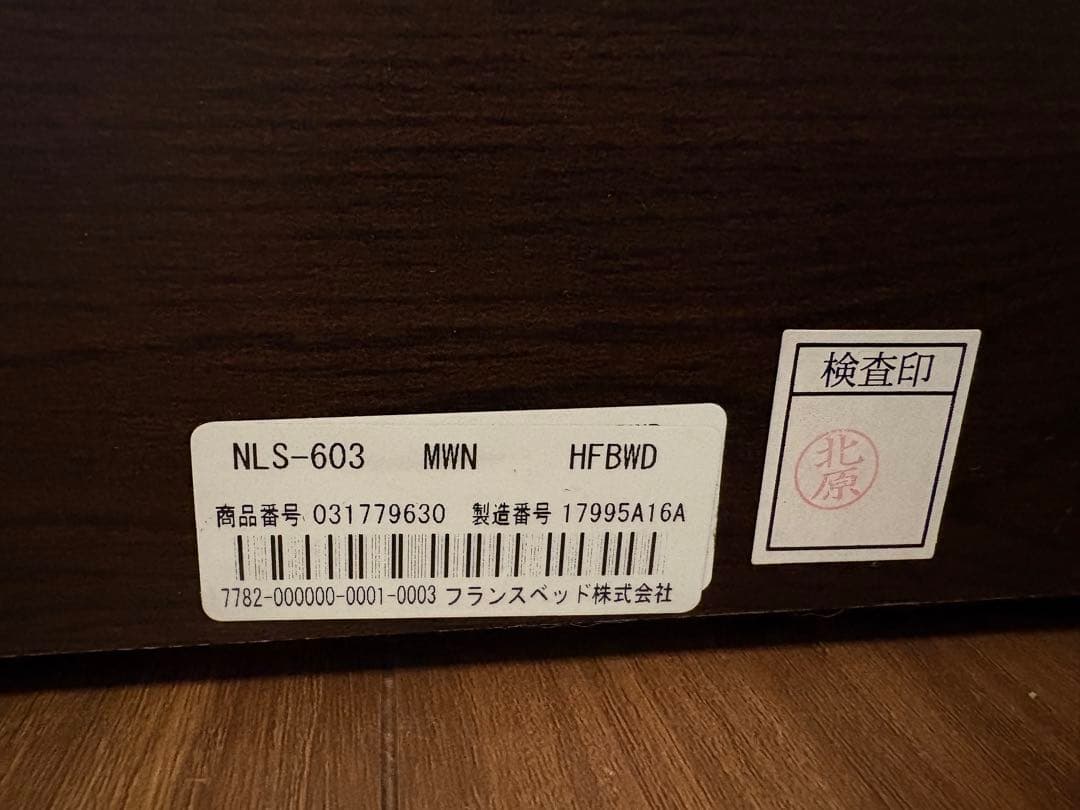 NLS-603 MWN HFBWD
商品番号 031779630 製造番号 17995A16A
7782-000000-0001-0003 フランスベッド株式会社
検査印
北原